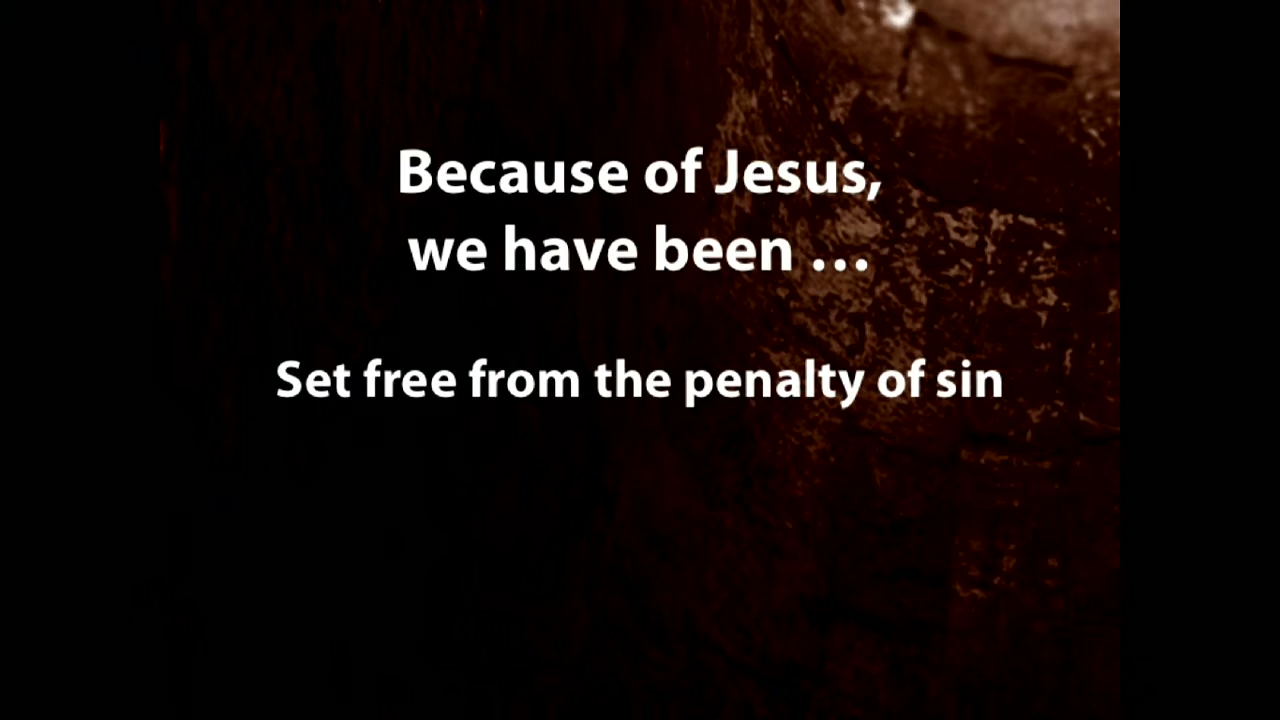 Because of Jesus,
we have been …
Set free from the penalty of sin